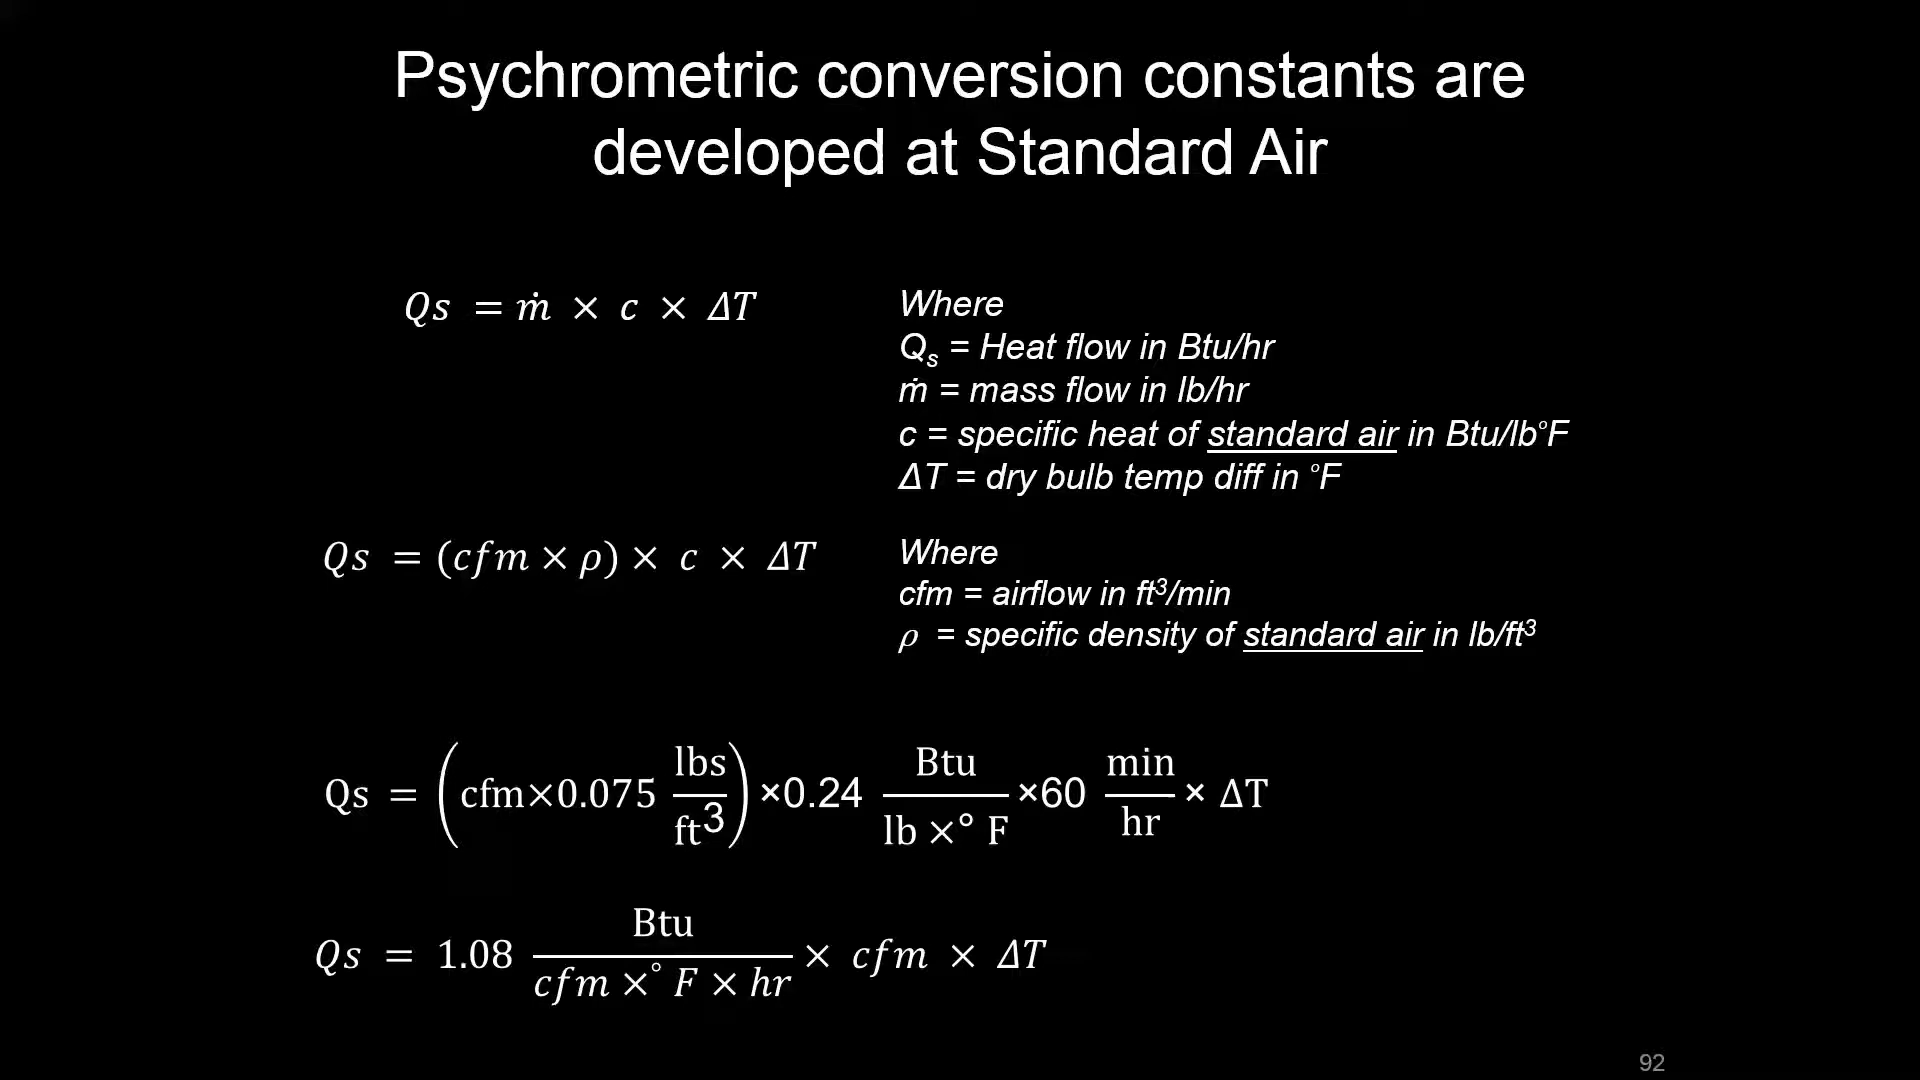 Psychrometric conversion constants are
developed at Standard Air
Qs = ṁ × c × ΔT
Where
Qs = Heat flow in Btu/hr
ṁ = mass flow in lb/hr
c = specific heat of standard air in Btu/lb°F
ΔT = dry bulb temp diff in °F
Qs = (cfm × ρ) × c × ΔT
Where
cfm = airflow in ft³/min
ρ = specific density of standard air in lb/ft³
Qs = (cfm×0.075 lbs/ft3) ×0.24 Btu/lb ×° F ×60 min/hr × ΔT
Qs = 1.08 Btu/cfm ×° F × hr × cfm × ΔT
92